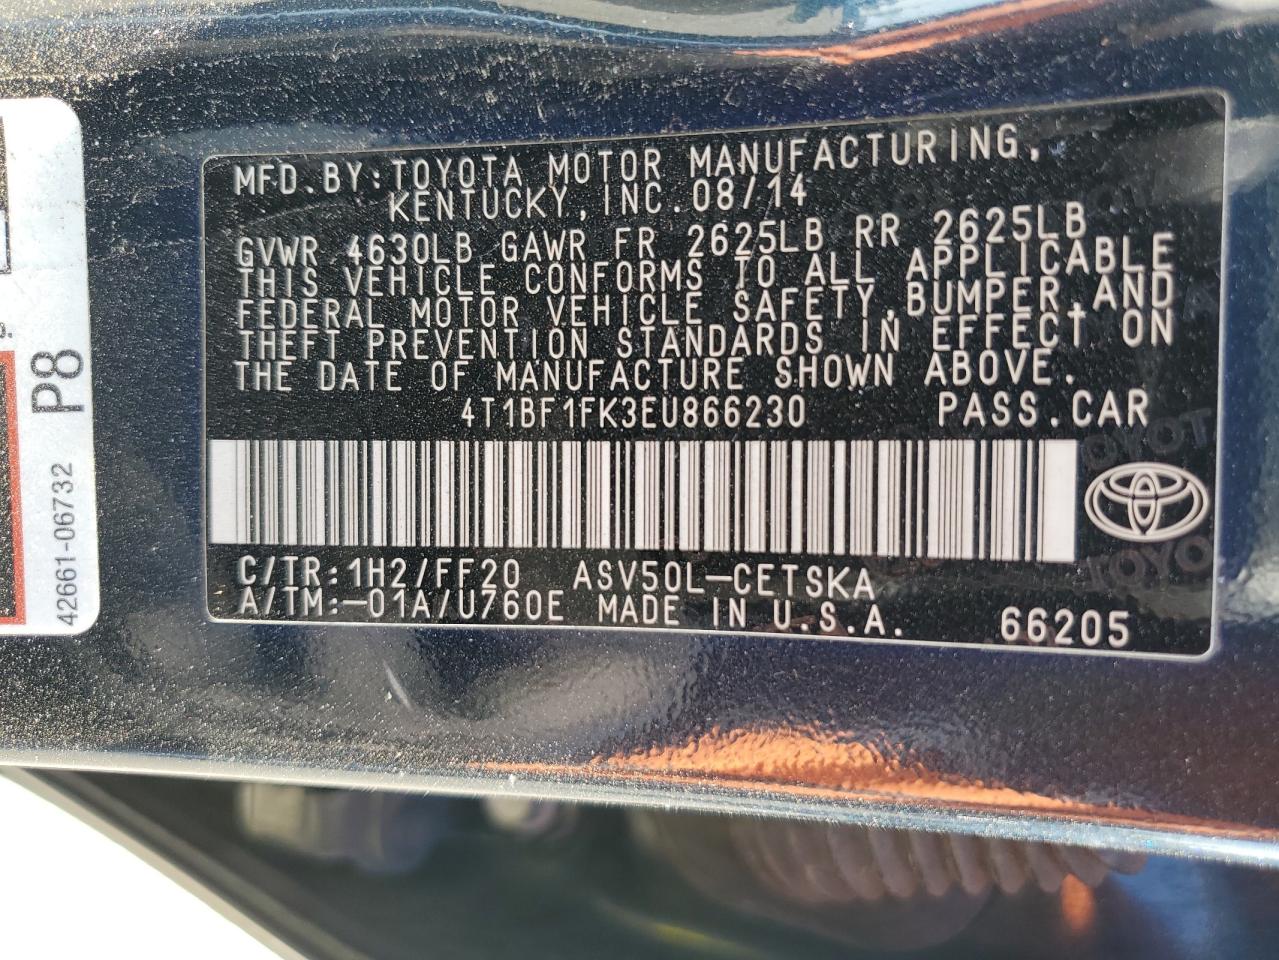 MFD.BY:TOYOTA MOTOR MANUFACTURING,
KENTUCKY, INC. 08/14
GVWR 4630LB GAWR FR 2625LB RR 2625LB
THIS VEHICLE CONFORMS TO ALL APPLICABLE
FEDERAL MOTOR VEHICLE SAFETY, BUMPER, AND
THEFT PREVENTION STANDARDS IN EFFECT ON
THE DATE OF MANUFACTURE SHOWN ABOVE.
4T1BF1FK3EU866230 PASS.CAR
C/TR:1H2/FF20 ASV50L-CETSKA
A/TM:-01A/U760E MADE IN U.S.A. 66205
P8
42661-06732